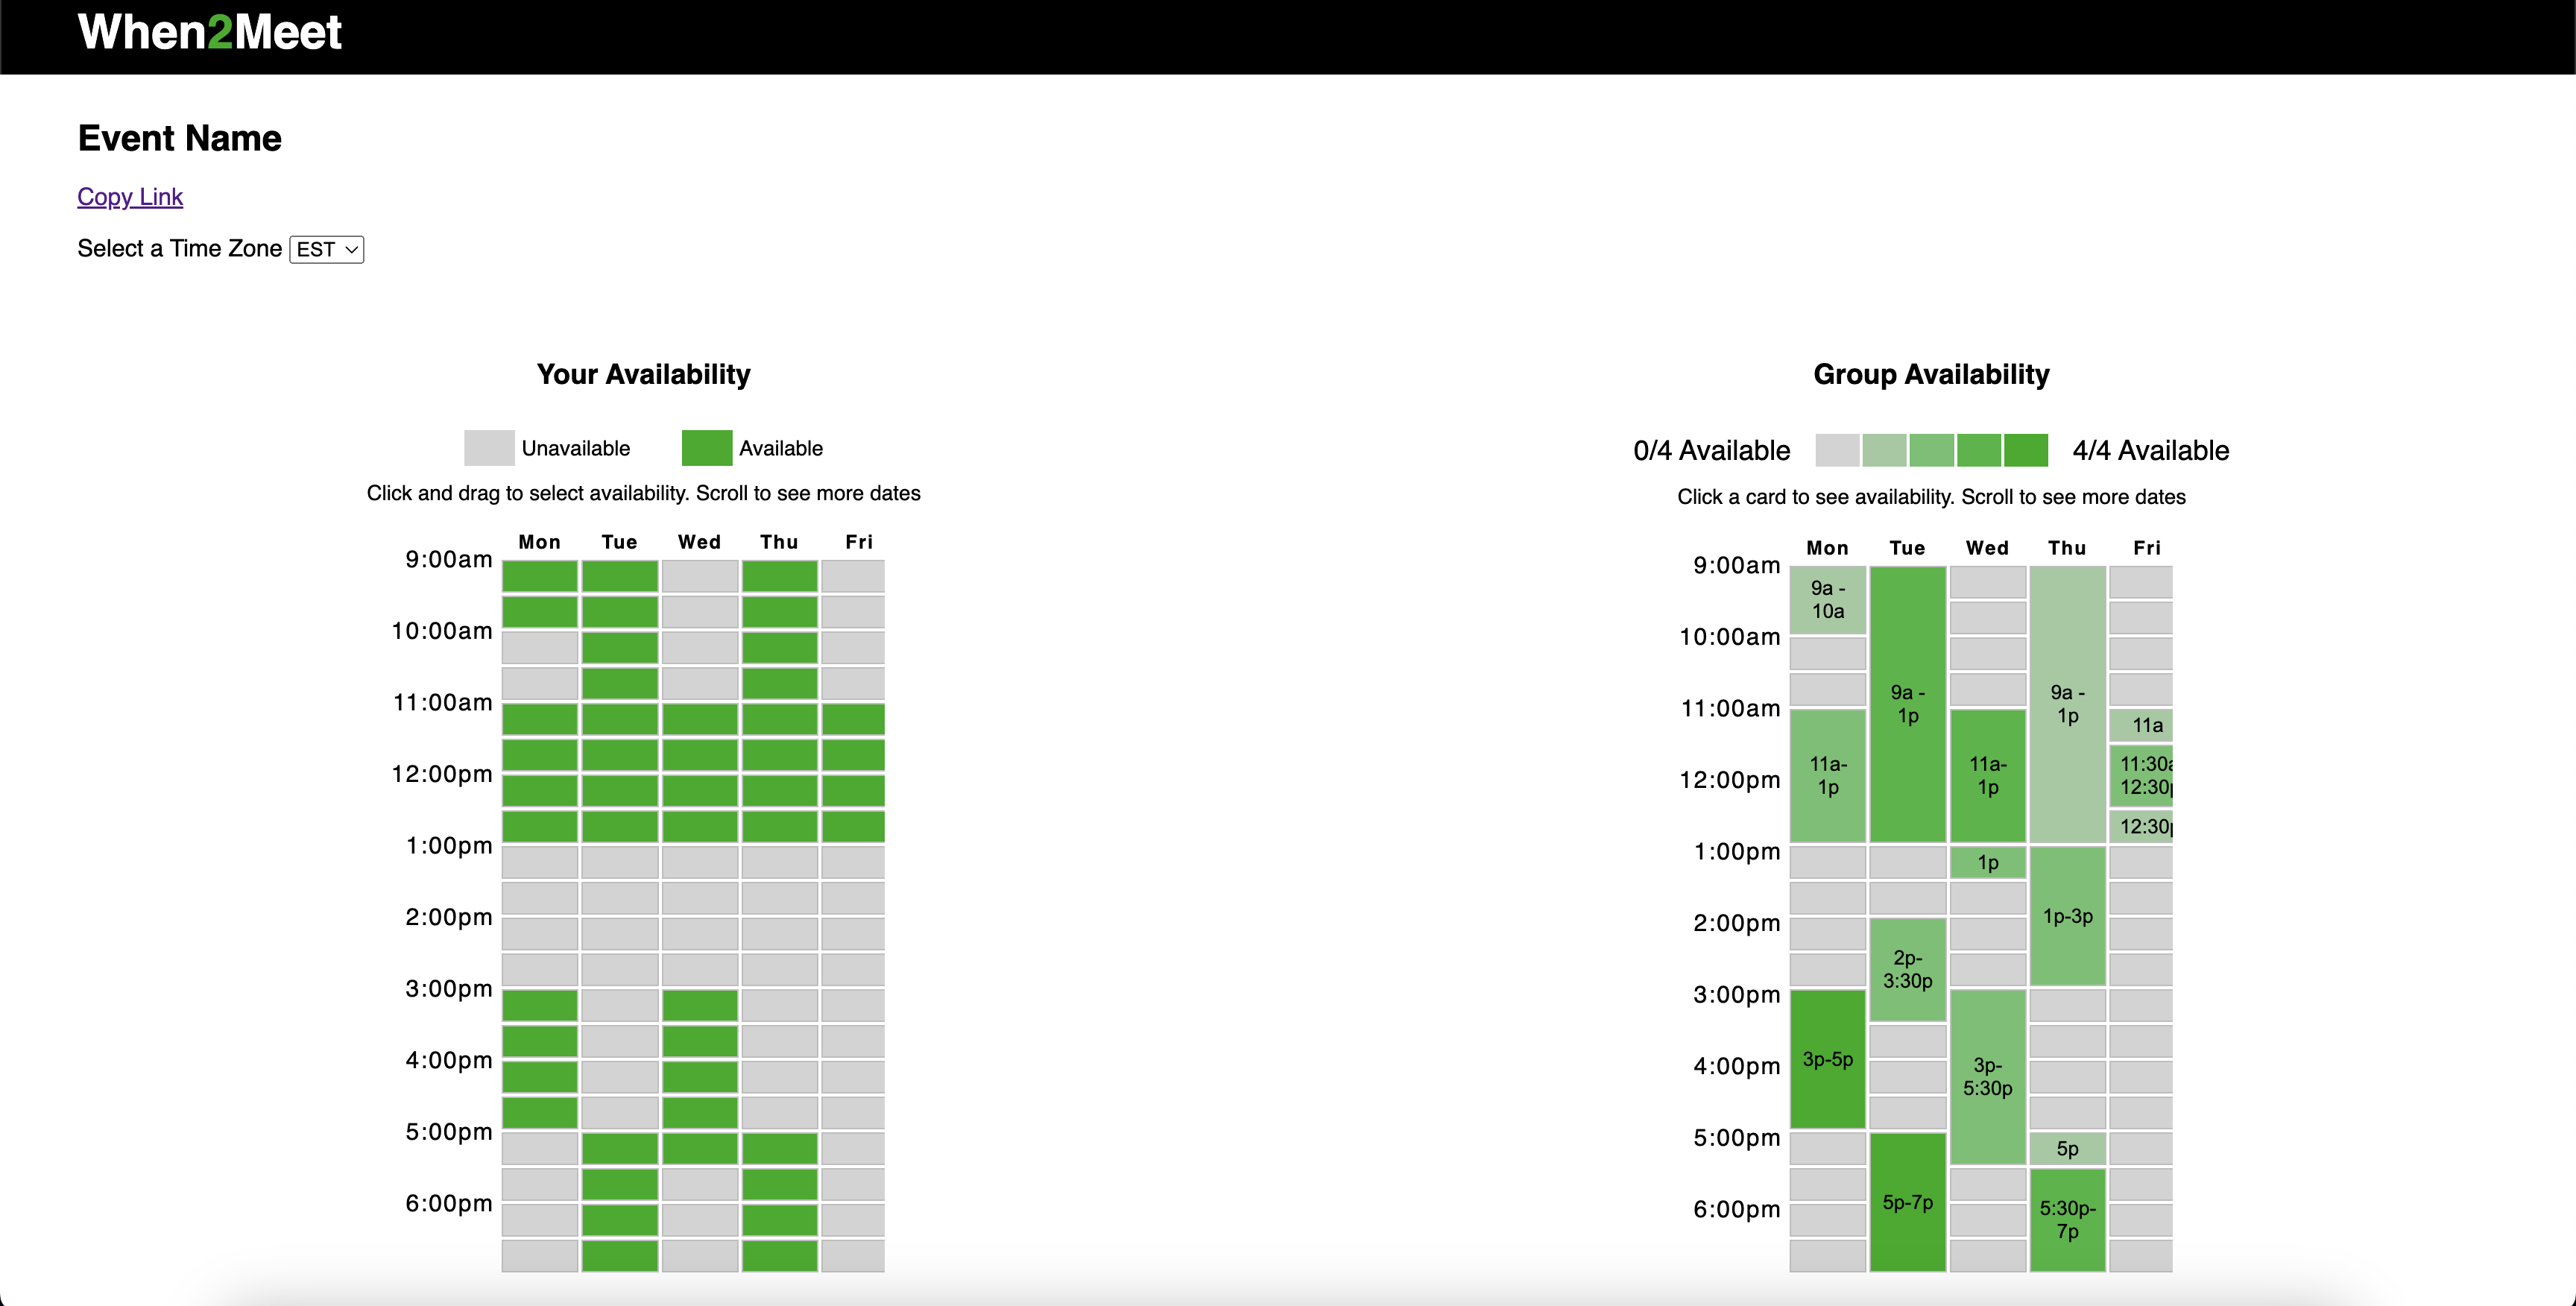 When2Meet
Event Name
Copy Link
Select a Time Zone EST
Your Availability
Unavailable Available
Click and drag to select availability. Scroll to see more dates
Mon Tue Wed Thu Fri
9:00am
10:00am
11:00am
12:00pm
1:00pm
2:00pm
3:00pm
4:00pm
5:00pm
6:00pm
Group Availability
0/4 Available 4/4 Available
Click a card to see availability. Scroll to see more dates
Mon Tue Wed Thu Fri
9:00am
10:00am
11:00am
12:00pm
1:00pm
2:00pm
3:00pm
4:00pm
5:00pm
6:00pm
9a -
10a
11a-
1p
3p-5p
9a -
1p
2p-
3:30p
5p-7p
11a-
1p
1p
3p-
5:30p
9a -
1p
1p-3p
5p
5:30p-
7p
11a
11:30a
12:30p
12:30p